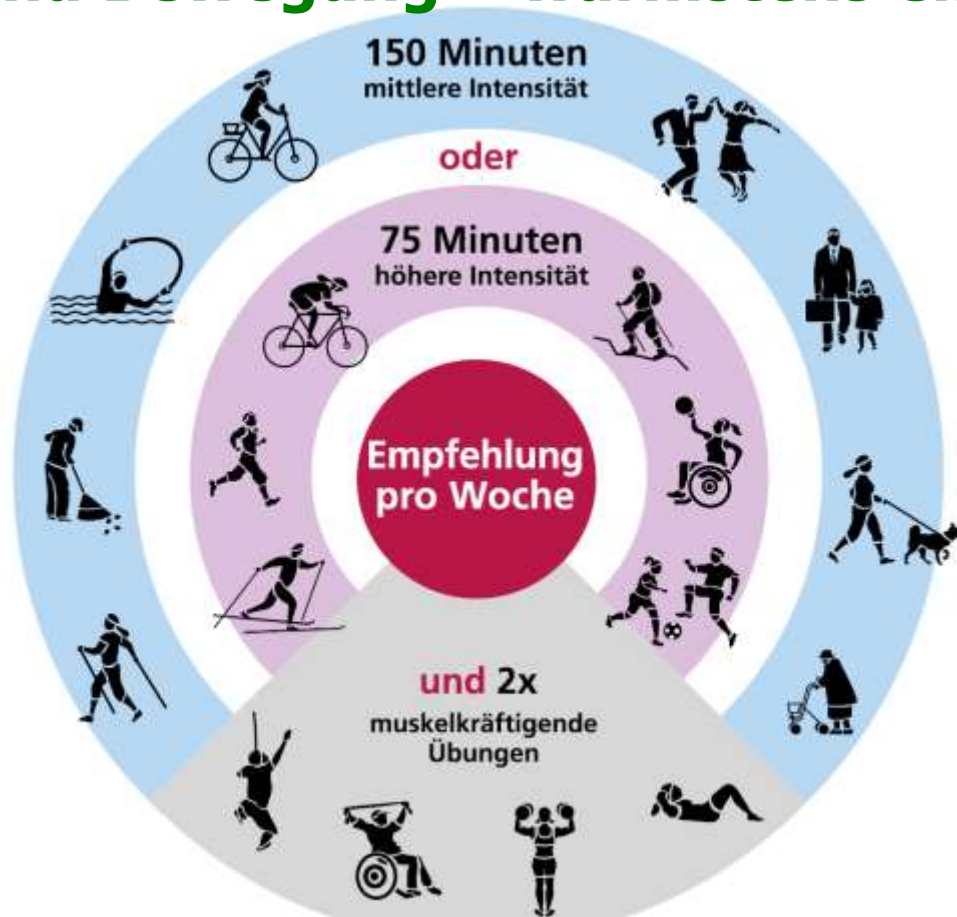 150 Minuten
mittlere Intensität
oder
75 Minuten
höhere Intensität
Empfehlung
pro Woche
und 2x
muskelkräftigende
Übungen